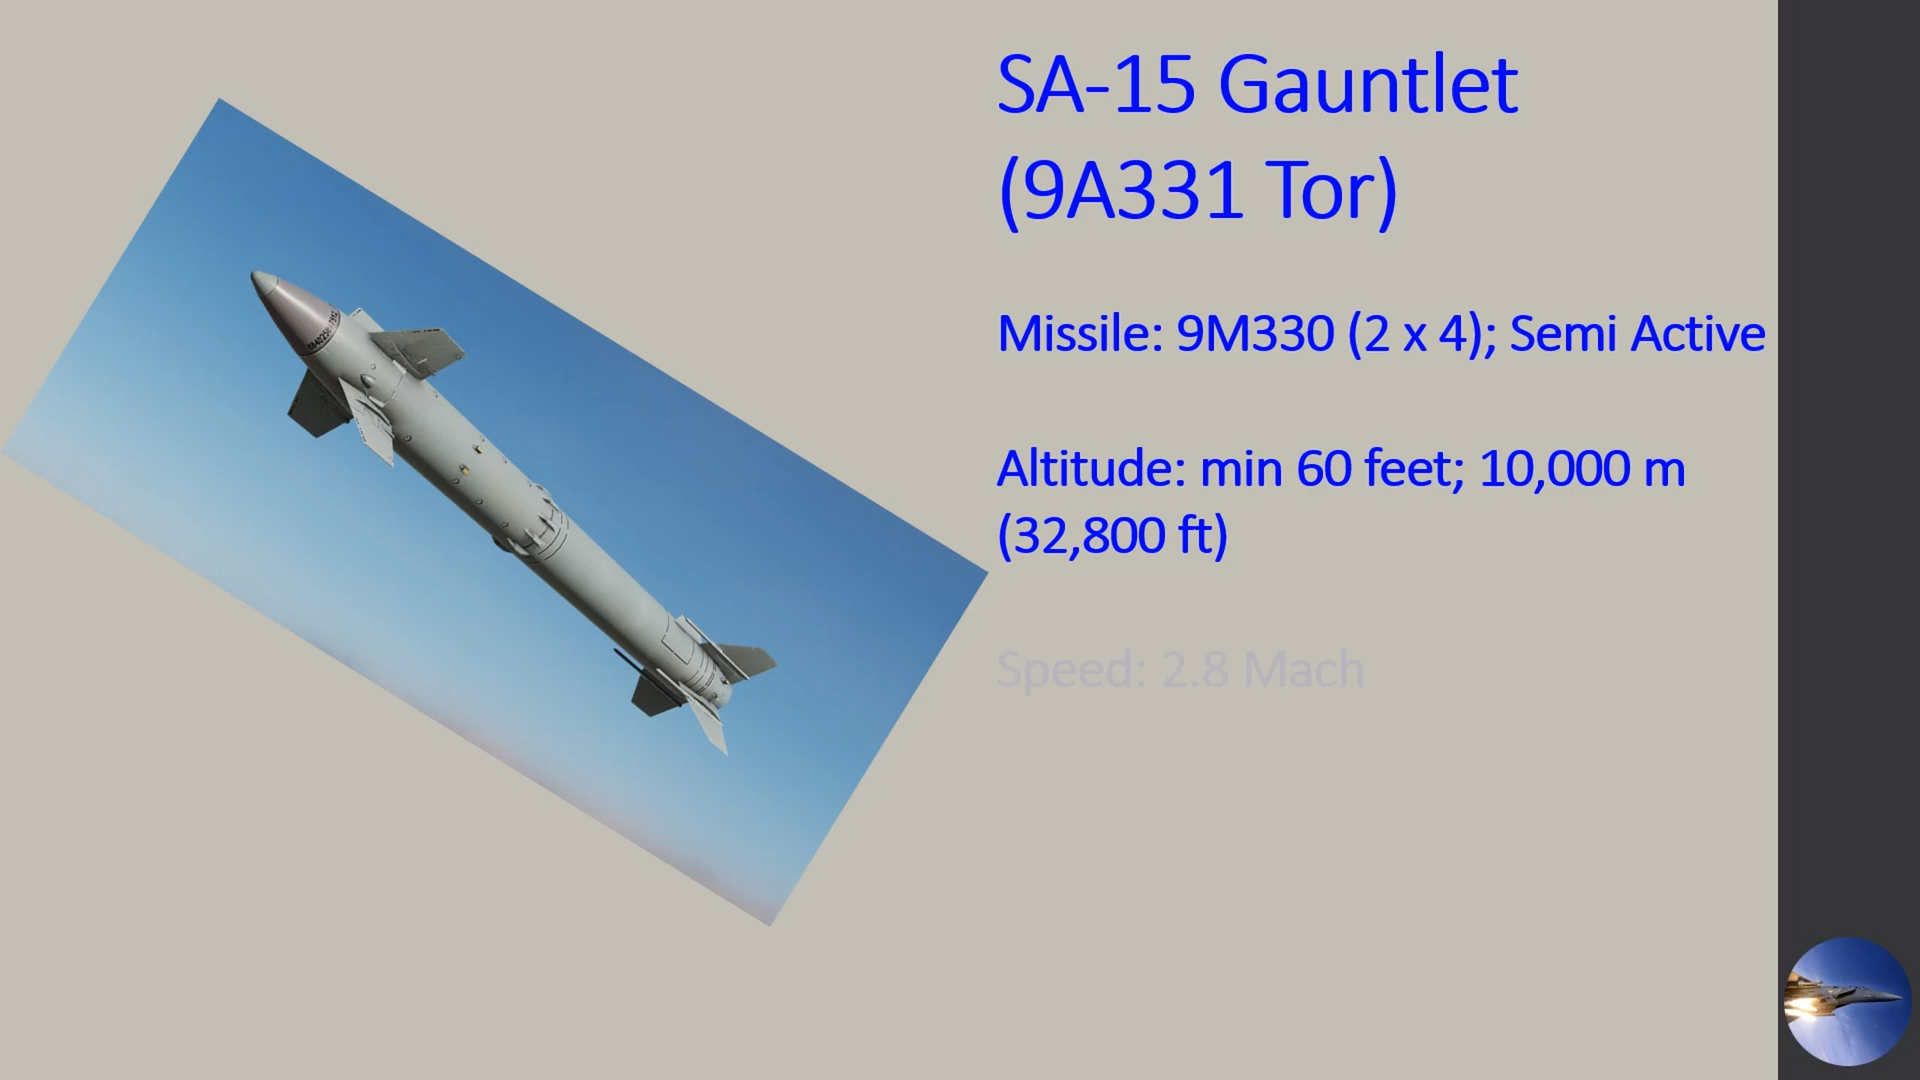 SA-15 Gauntlet
(9A331 Tor)
Missile: 9M330 (2 x 4); Semi Active
Altitude: min 60 feet; 10,000 m
(32,800 ft)
Speed: 2.8 Mach